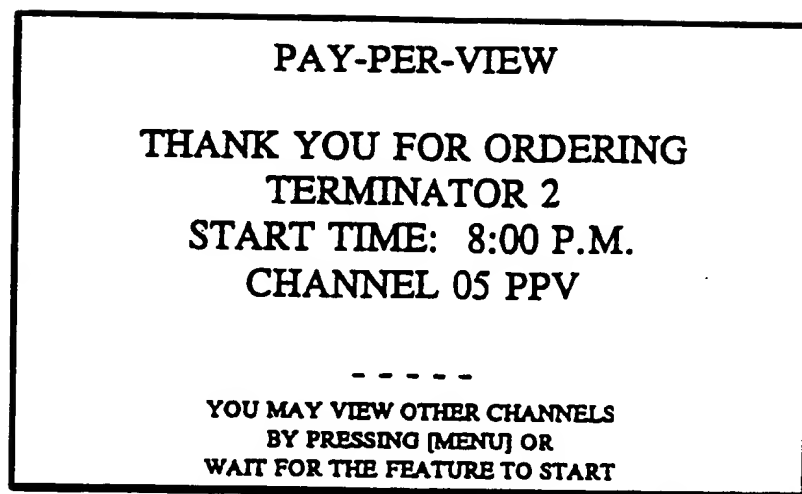 PAY-PER-VIEW
THANK YOU FOR ORDERING
TERMINATOR 2
START TIME: 8:00 P.M.
CHANNEL 05 PPV
- - - - -
YOU MAY VIEW OTHER CHANNELS
BY PRESSING [MENU] OR
WAIT FOR THE FEATURE TO START